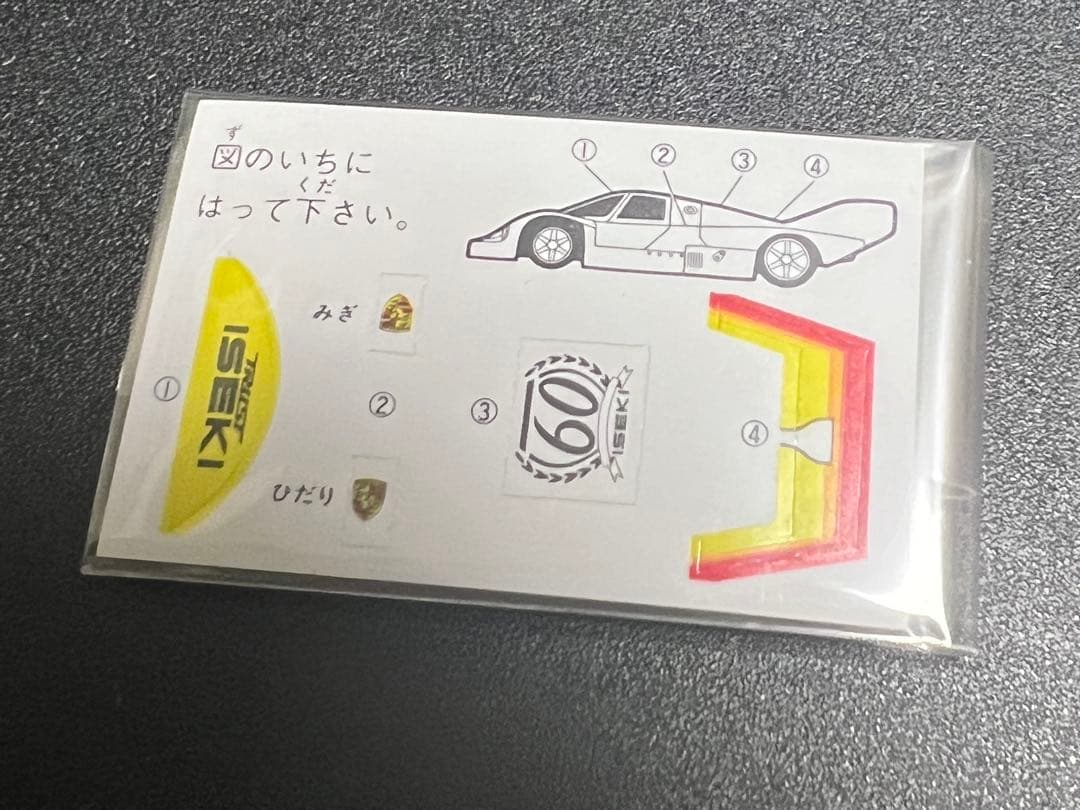 ず
図のいちに
くだ
はって下さい。
① ② ③ ④
みぎ
ひだり
①
TRUST
ISEKI
②
③
60
ISEKI
④